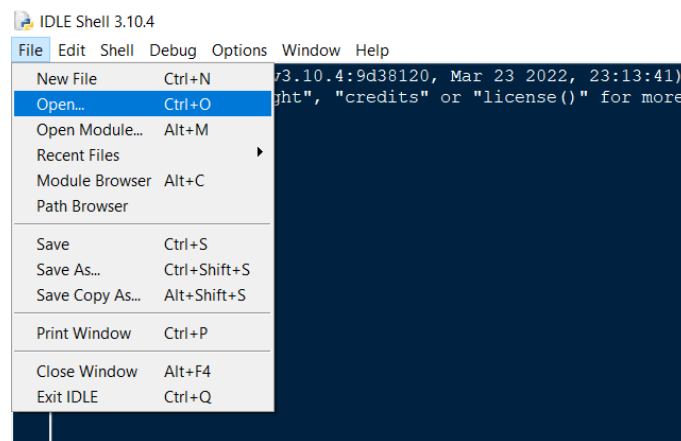 IDLE Shell 3.10.4
File Edit Shell Debug Options Window Help
v3.10.4:9d38120, Mar 23 2022, 23:13:41)
ght", "credits" or "license()" for more
New File Ctrl+N
Open... Ctrl+O
Open Module... Alt+M
Recent Files
Module Browser Alt+C
Path Browser
Save Ctrl+S
Save As... Ctrl+Shift+S
Save Copy As... Alt+Shift+S
Print Window Ctrl+P
Close Window Alt+F4
Exit IDLE Ctrl+Q